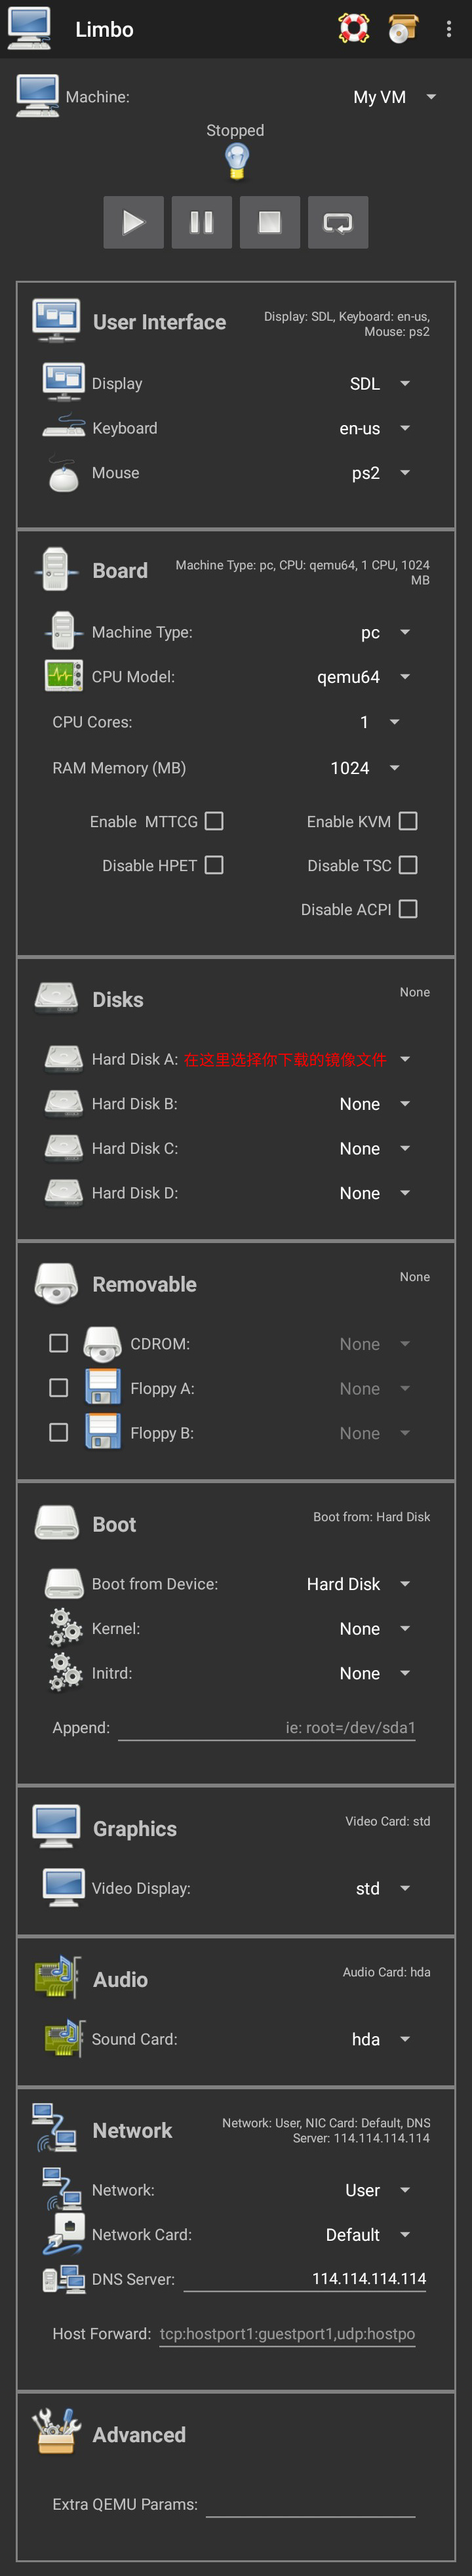 Limbo
Machine: My VM
Stopped
User Interface
Display: SDL, Keyboard: en-us,
Mouse: ps2
Display SDL
Keyboard en-us
Mouse ps2
Board
Machine Type: pc, CPU: qemu64, 1 CPU, 1024
MB
Machine Type: pc
CPU Model: qemu64
CPU Cores: 1
RAM Memory (MB) 1024
Enable MTTCG Enable KVM
Disable HPET Disable TSC
Disable ACPI
Disks None
Hard Disk A: 在这里选择你下载的镜像文件
Hard Disk B: None
Hard Disk C: None
Hard Disk D: None
Removable None
CDROM: None
Floppy A: None
Floppy B: None
Boot Boot from: Hard Disk
Boot from Device: Hard Disk
Kernel: None
Initrd: None
Append: ie: root=/dev/sda1
Graphics Video Card: std
Video Display: std
Audio Audio Card: hda
Sound Card: hda
Network
Network: User, NIC Card: Default, DNS
Server: 114.114.114.114
Network: User
Network Card: Default
DNS Server: 114.114.114.114
Host Forward: tcp:hostport1:guestport1,udp:hostpo
Advanced
Extra QEMU Params: